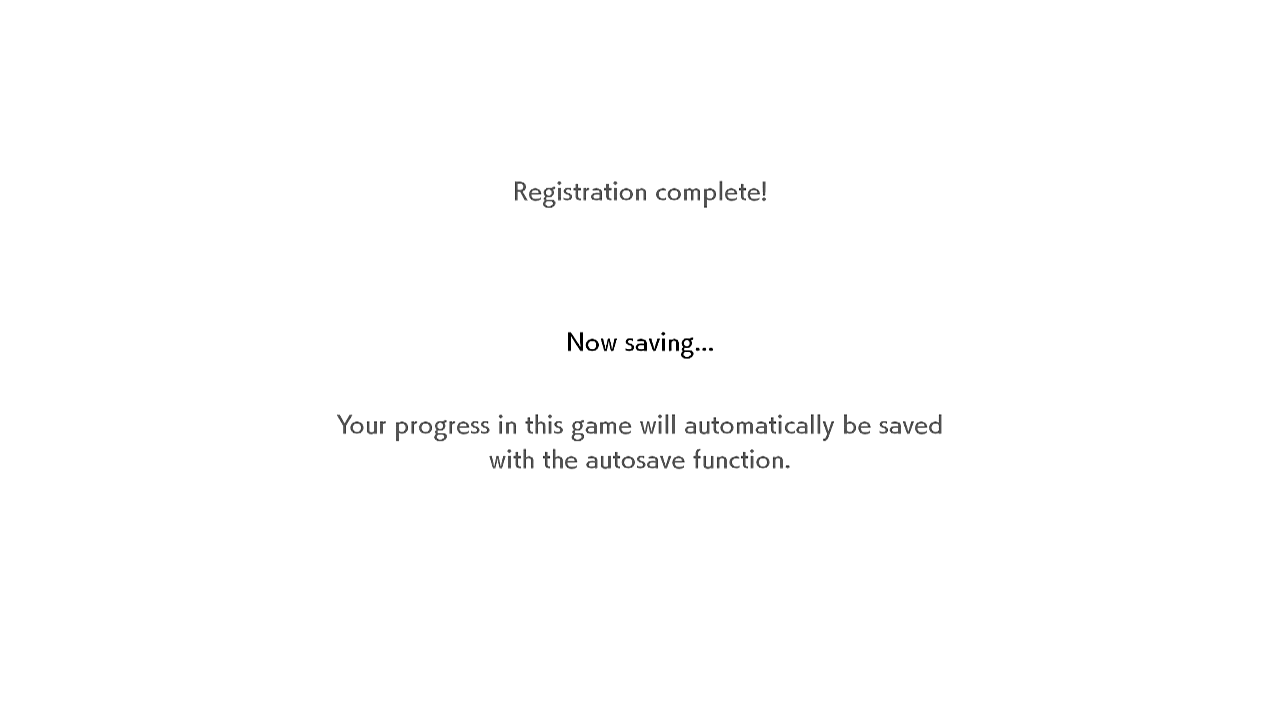 Registration complete!
Now saving...
Your progress in this game will automatically be saved
with the autosave function.